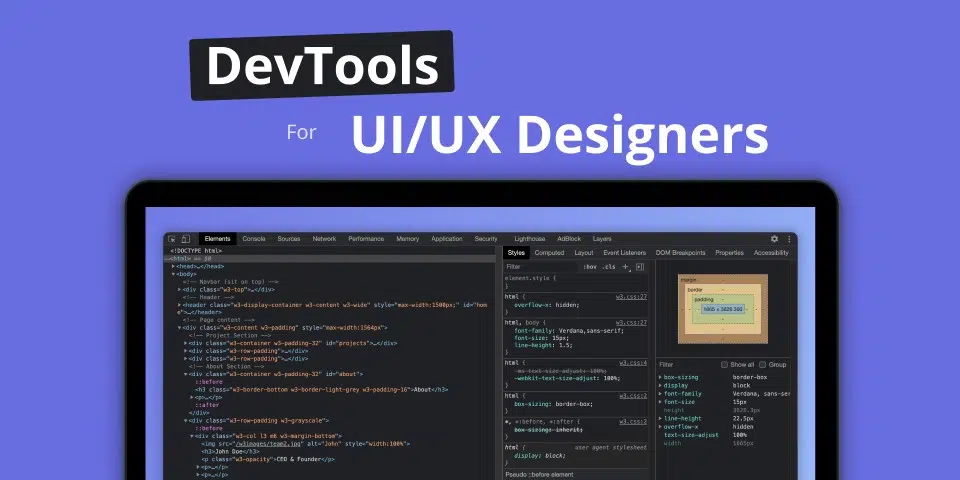 DevTools
For UI/UX Designers
Elements Console Sources Network Performance Memory Application Security Lighthouse AdBlock Layers
<!DOCTYPE html>
<html> == $0
<head>…</head>
<body>
<!-- Navbar (sit on top) -->
<div class="w3-top">…</div>
<!-- Header -->
<header class="w3-display-container w3-content w3-wide" style="max-width:1500px;" id="hom
e">…</header>
<!-- Page content -->
<div class="w3-content w3-padding" style="max-width:1564px">
<!-- Project Section -->
<div class="w3-container w3-padding-32" id="projects">…</div>
<div class="w3-row-padding">…</div>
<div class="w3-row-padding">…</div>
<!-- About Section -->
<div class="w3-container w3-padding-32" id="about">
::before
<h3 class="w3-border-bottom w3-border-light-grey w3-padding-16">About</h3>
<p>…</p>
::after
</div>
<div class="w3-row-padding w3-grayscale">
::before
<div class="w3-col l3 m6 w3-margin-bottom">
<img src="/w3images/team2.jpg" alt="John" style="width:100%">
<h3>John Doe</h3>
<p class="w3-opacity">CEO & Founder</p>
<p>…</p>
<p>…</p>
Styles Computed Layout Event Listeners DOM Breakpoints Properties Accessibility
Filter :hov .cls +
element.style {
}
html { w3.css:27
overflow-x: hidden;
}
html, body { w3.css:27
font-family: Verdana,sans-serif;
font-size: 15px;
line-height: 1.5;
}
html { w3.css:4
-ms-text-size-adjust: 100%;
-webkit-text-size-adjust: 100%;
}
html { w3.css:2
box-sizing: border-box;
}
*, *:before, *:after { w3.css:2
box-sizing: inherit;
}
html { user agent stylesheet
display: block;
}
Pseudo ::before element
margin
border
padding
Filter Show all Group
box-sizing border-box
display block
font-family Verdana, sans-ser
font-size 15px
height 3028.3px
line-height 22.5px
overflow-x hidden
text-size-adjust 100%
width 1665px